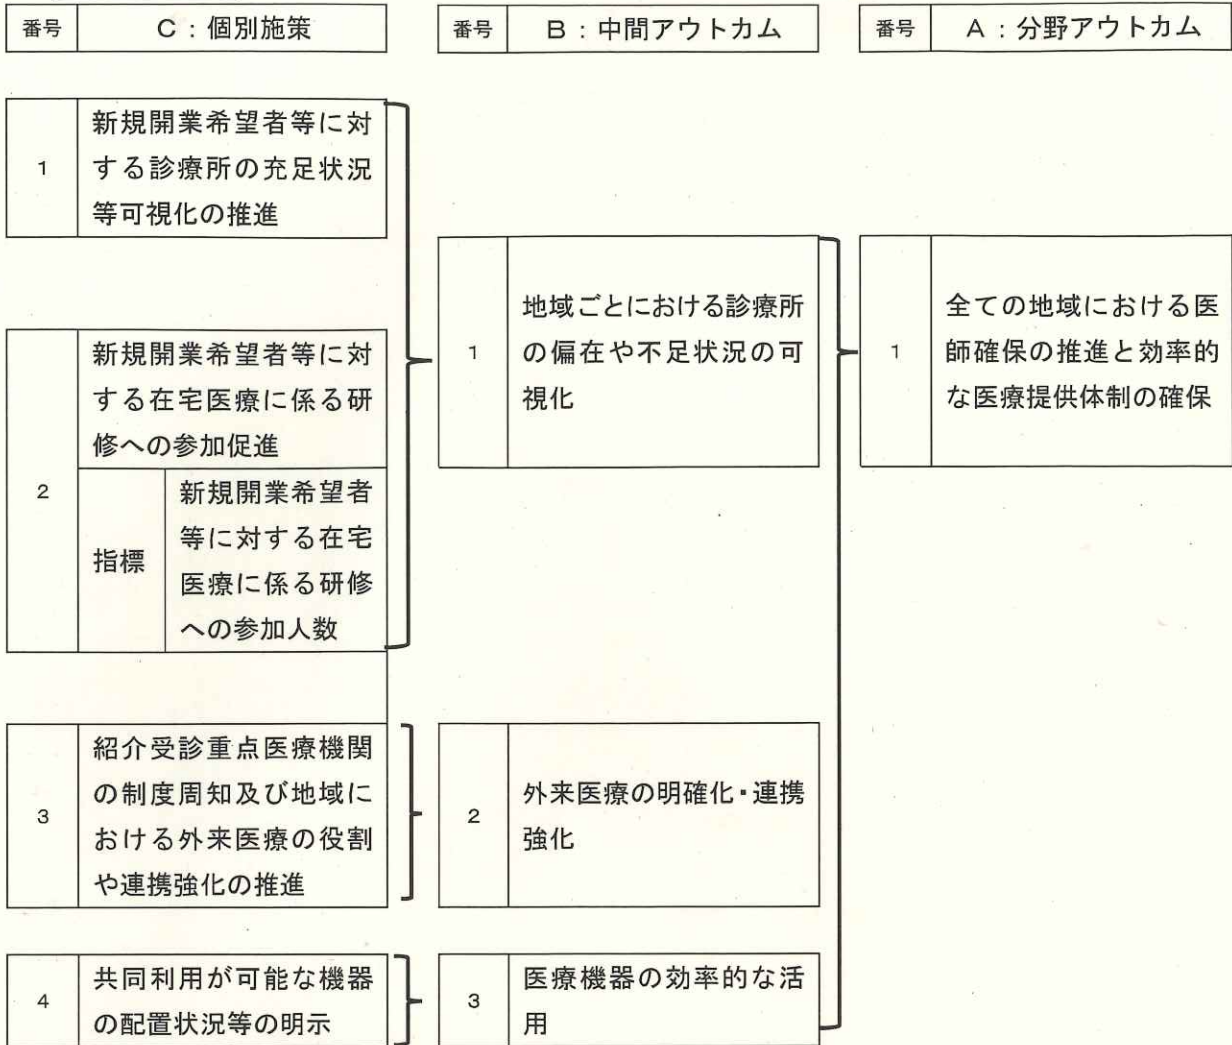 番号 C：個別施策
1
新規開業希望者等に対
する診療所の充足状況
等可視化の推進
2
新規開業希望者等に対
する在宅医療に係る研
修への参加促進
指標
新規開業希望者
等に対する在宅
医療に係る研修
への参加人数
3
紹介受診重点医療機関
の制度周知及び地域に
おける外来医療の役割
や連携強化の推進
4
共同利用が可能な機器
の配置状況等の明示
番号 B：中間アウトカム
1
地域ごとにおける診療所
の偏在や不足状況の可
視化
2
外来医療の明確化・連携
強化
3
医療機器の効率的な活
用
番号 A：分野アウトカム
1
全ての地域における医
師確保の推進と効率的
な医療提供体制の確保